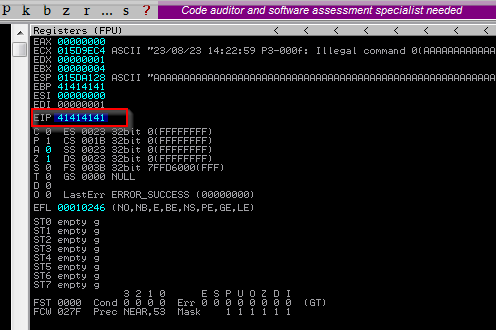 p k b z r ... s ? Code auditor and software assessment specialist needed
Registers (FPU) < < < < <
EAX 00000000
ECX 015D9EC4 ASCII "23/08/23 14:22:59 P3-000f: Illegal command 0(AAAAAAAAAAAAA
EDX 00000001
EBX 00000004
ESP 015DA128 ASCII "AAAAAAAAAAAAAAAAAAAAAAAAAAAAAAAAAAAAAAAAAAAAAA
EBP 41414141
ESI 00000000
EDI 00000001
EIP 41414141
C 0 ES 0023 32bit 0(FFFFFFFF)
P 1 CS 001B 32bit 0(FFFFFFFF)
A 0 SS 0023 32bit 0(FFFFFFFF)
Z 1 DS 0023 32bit 0(FFFFFFFF)
S 0 FS 003B 32bit 7FFD6000(FFF)
T 0 GS 0000 NULL
D 0
O 0 LastErr ERROR_SUCCESS (00000000)
EFL 00010246 (NO,NB,E,BE,NS,PE,GE,LE)
ST0 empty g
ST1 empty g
ST2 empty g
ST3 empty g
ST4 empty g
ST5 empty g
ST6 empty g
ST7 empty g
3 2 1 0 E S P U O Z D I
FST 0000 Cond 0 0 0 0 Err 0 0 0 0 0 0 0 0 (GT)
FCW 027F Prec NEAR,53 Mask 1 1 1 1 1 1